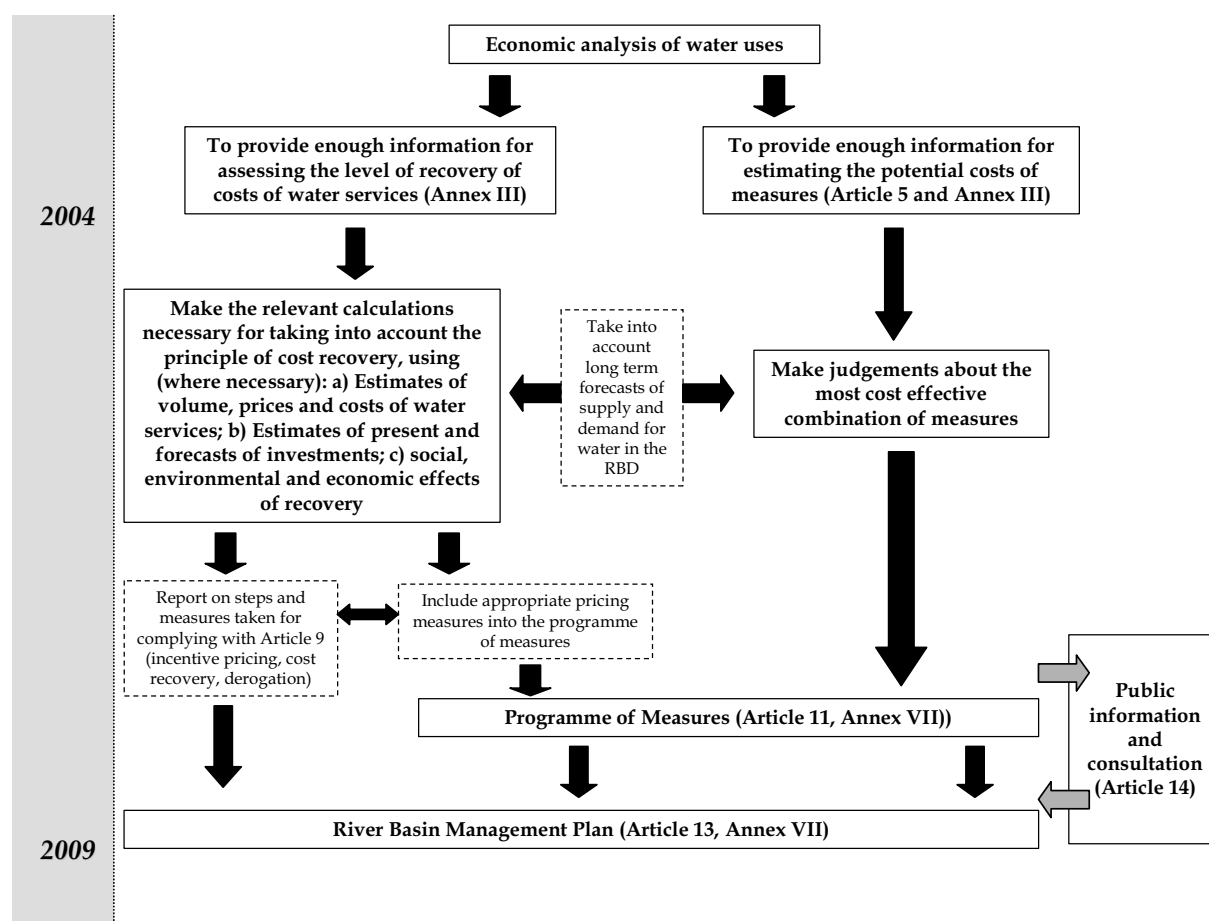 Economic analysis of water uses
To provide enough information for
assessing the level of recovery of
costs of water services (Annex III)
To provide enough information for
estimating the potential costs of
measures (Article 5 and Annex III)
2004
Make the relevant calculations
necessary for taking into account the
principle of cost recovery, using
(where necessary): a) Estimates of
volume, prices and costs of water
services; b) Estimates of present and
forecasts of investments; c) social,
environmental and economic effects
of recovery
Take into
account
long term
forecasts of
supply and
demand for
water in the
RBD
Make judgements about the
most cost effective
combination of measures
Report on steps and
measures taken for
complying with Article 9
(incentive pricing, cost
recovery, derogation)
Include appropriate pricing
measures into the programme
of measures
Programme of Measures (Article 11, Annex VII))
Public
information
and
consultation
(Article 14)
River Basin Management Plan (Article 13, Annex VII)
2009